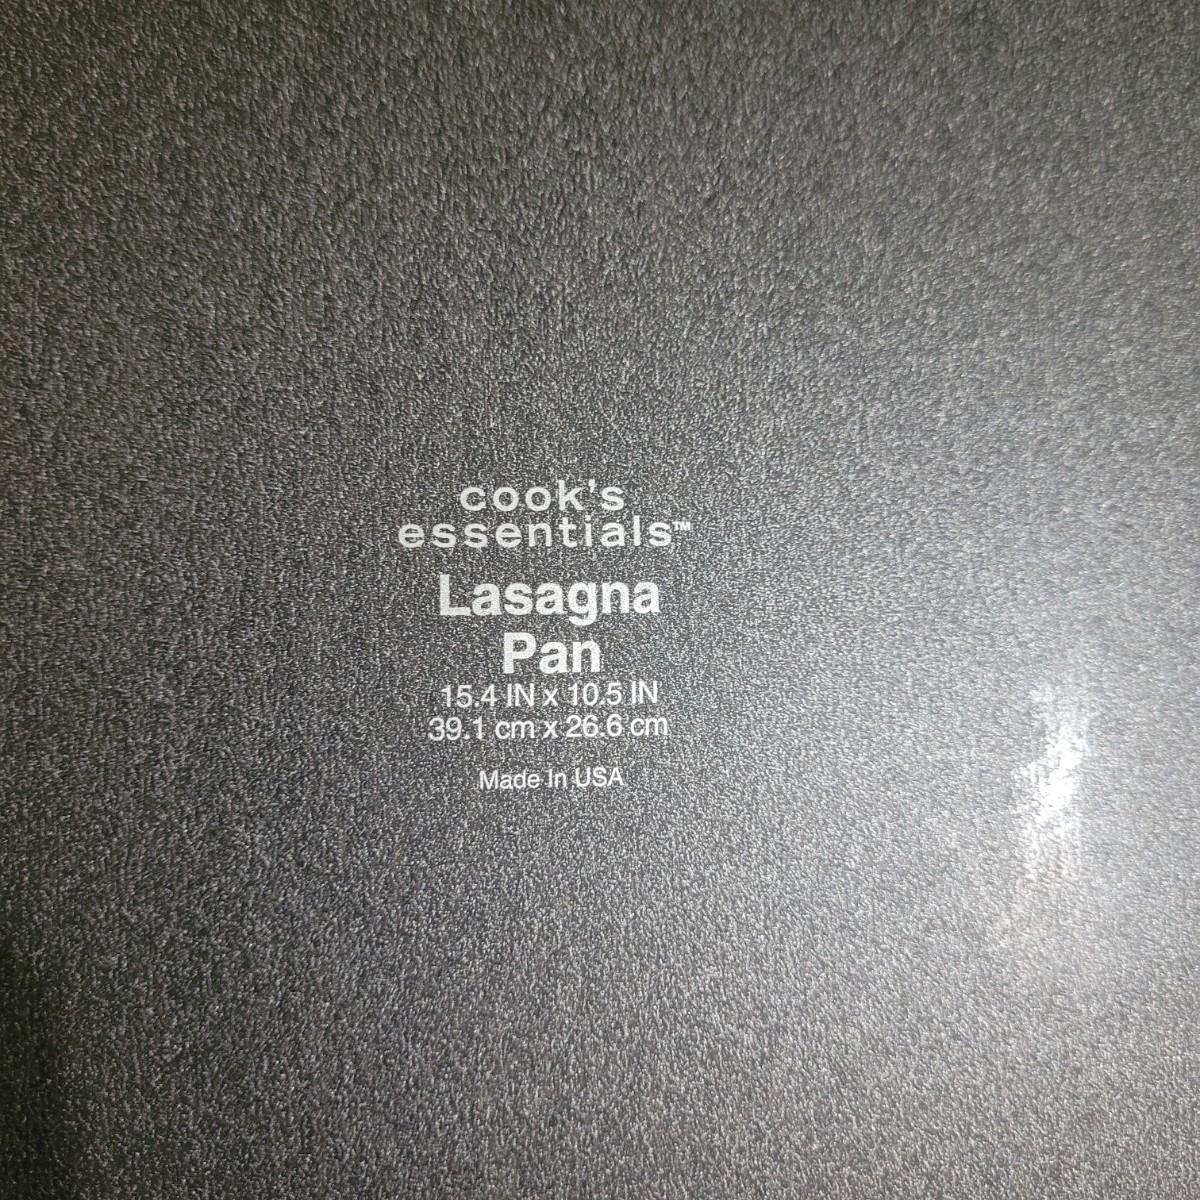 cook's
essentials™
Lasagna
Pan
15.4 IN x 10.5 IN
39.1 cm x 26.6 cm
Made In USA